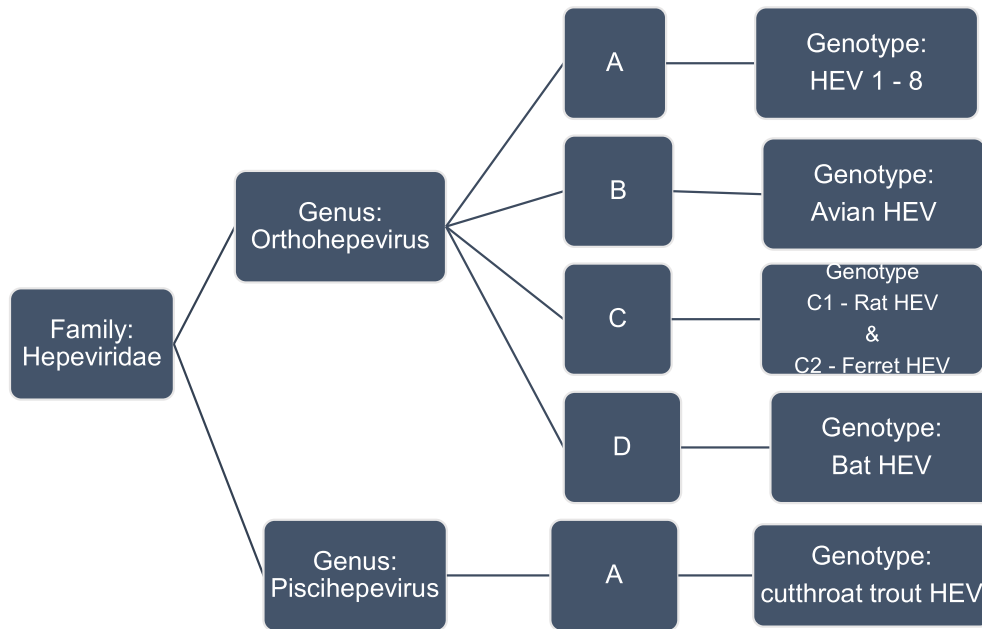 Family:
Hepeviridae
Genus:
Orthohepevirus
A
Genotype:
HEV 1 - 8
B
Genotype:
Avian HEV
C
Genotype
C1 - Rat HEV
&
C2 - Ferret HEV
D
Genotype:
Bat HEV
Genus:
Piscihepevirus
A
Genotype:
cutthroat trout HEV